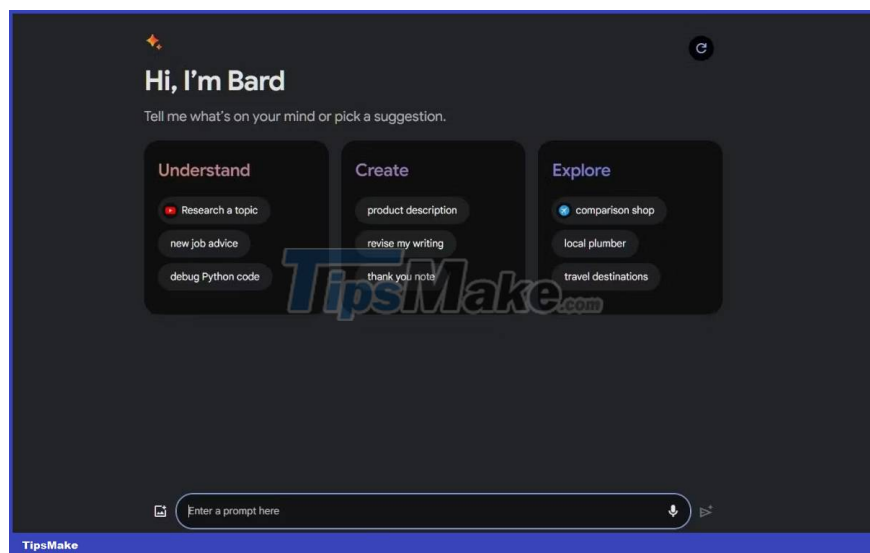 Hi, I'm Bard
Tell me what's on your mind or pick a suggestion.
Understand
Research a topic
new job advice
debug Python code
Create
product description
revise my writing
thank you note
Explore
comparison shop
local plumber
travel destinations
TipsMake.com
Enter a prompt here
TipsMake